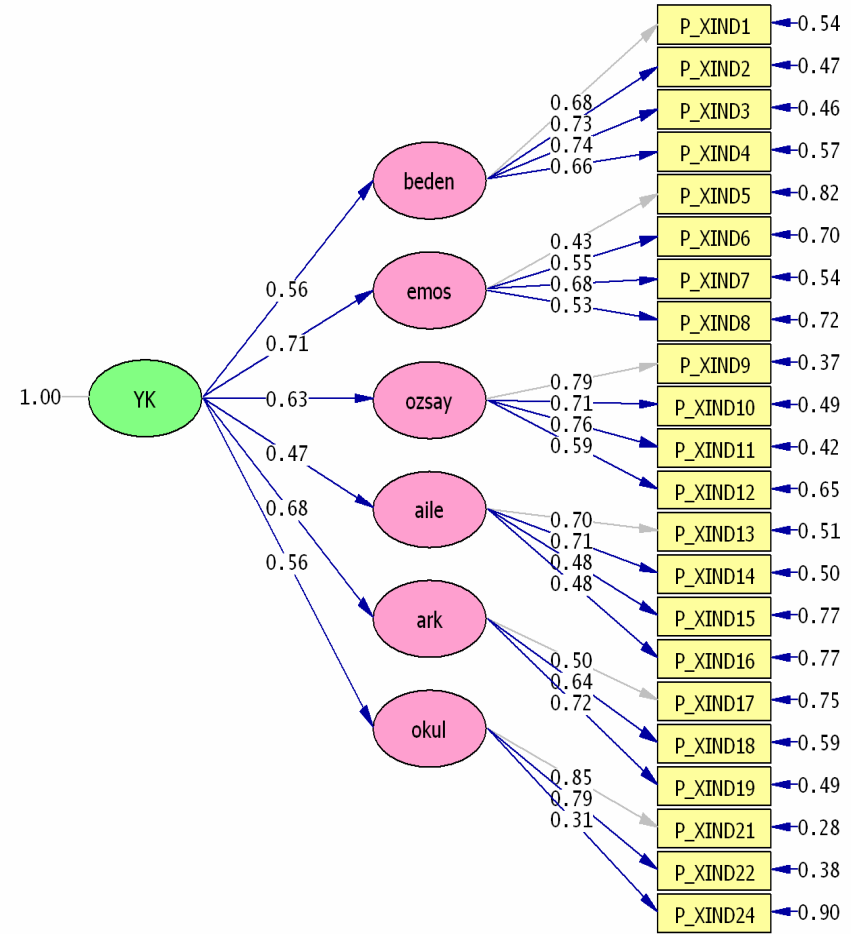 P_XIND1 0.54
P_XIND2 0.47
0.68
P_XIND3 0.46
0.73
0.74
P_XIND4 0.57
0.66
beden
P_XIND5 0.82
P_XIND6 0.70
0.43
0.55
P_XIND7 0.54
0.68
0.56
emos
0.53
P_XIND8 0.72
0.71
P_XIND9 0.37
0.79
1.00
YK
0.63
ozsay
0.71
P_XIND10 0.49
0.76
P_XIND11 0.42
0.59
0.47
P_XIND12 0.65
0.68
aile
0.70
P_XIND13 0.51
0.71
0.56
0.48
P_XIND14 0.50
0.48
P_XIND15 0.77
ark
P_XIND16 0.77
0.50
0.64
P_XIND17 0.75
0.72
okul
P_XIND18 0.59
0.85
P_XIND19 0.49
0.79
0.31
P_XIND21 0.28
P_XIND22 0.38
P_XIND24 0.90